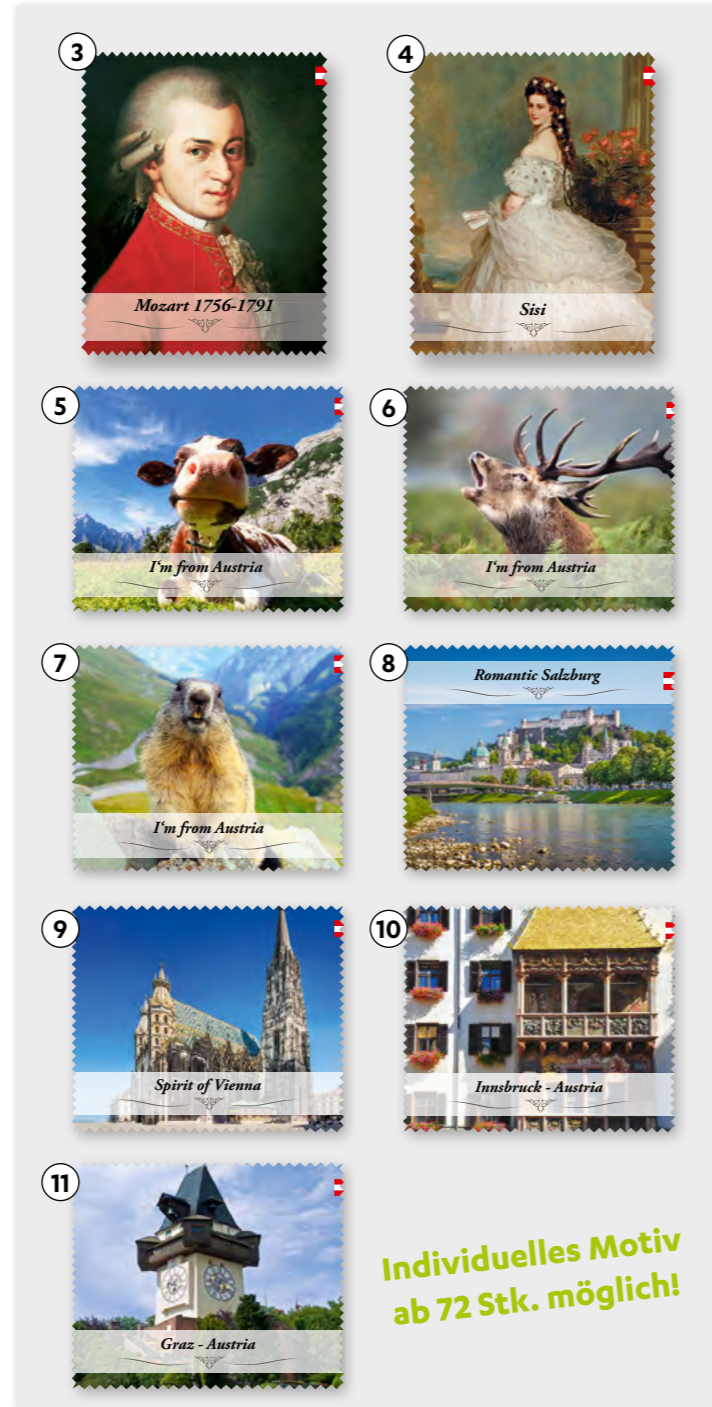 3
4
Mozart 1756-1791
Sisi
5
6
I‘m from Austria
I‘m from Austria
7
8
Romantic Salzburg
I‘m from Austria
9
10
Spirit of Vienna
Innsbruck - Austria
11
Individuelles Motiv
ab 72 Stk. möglich!
Graz - Austria